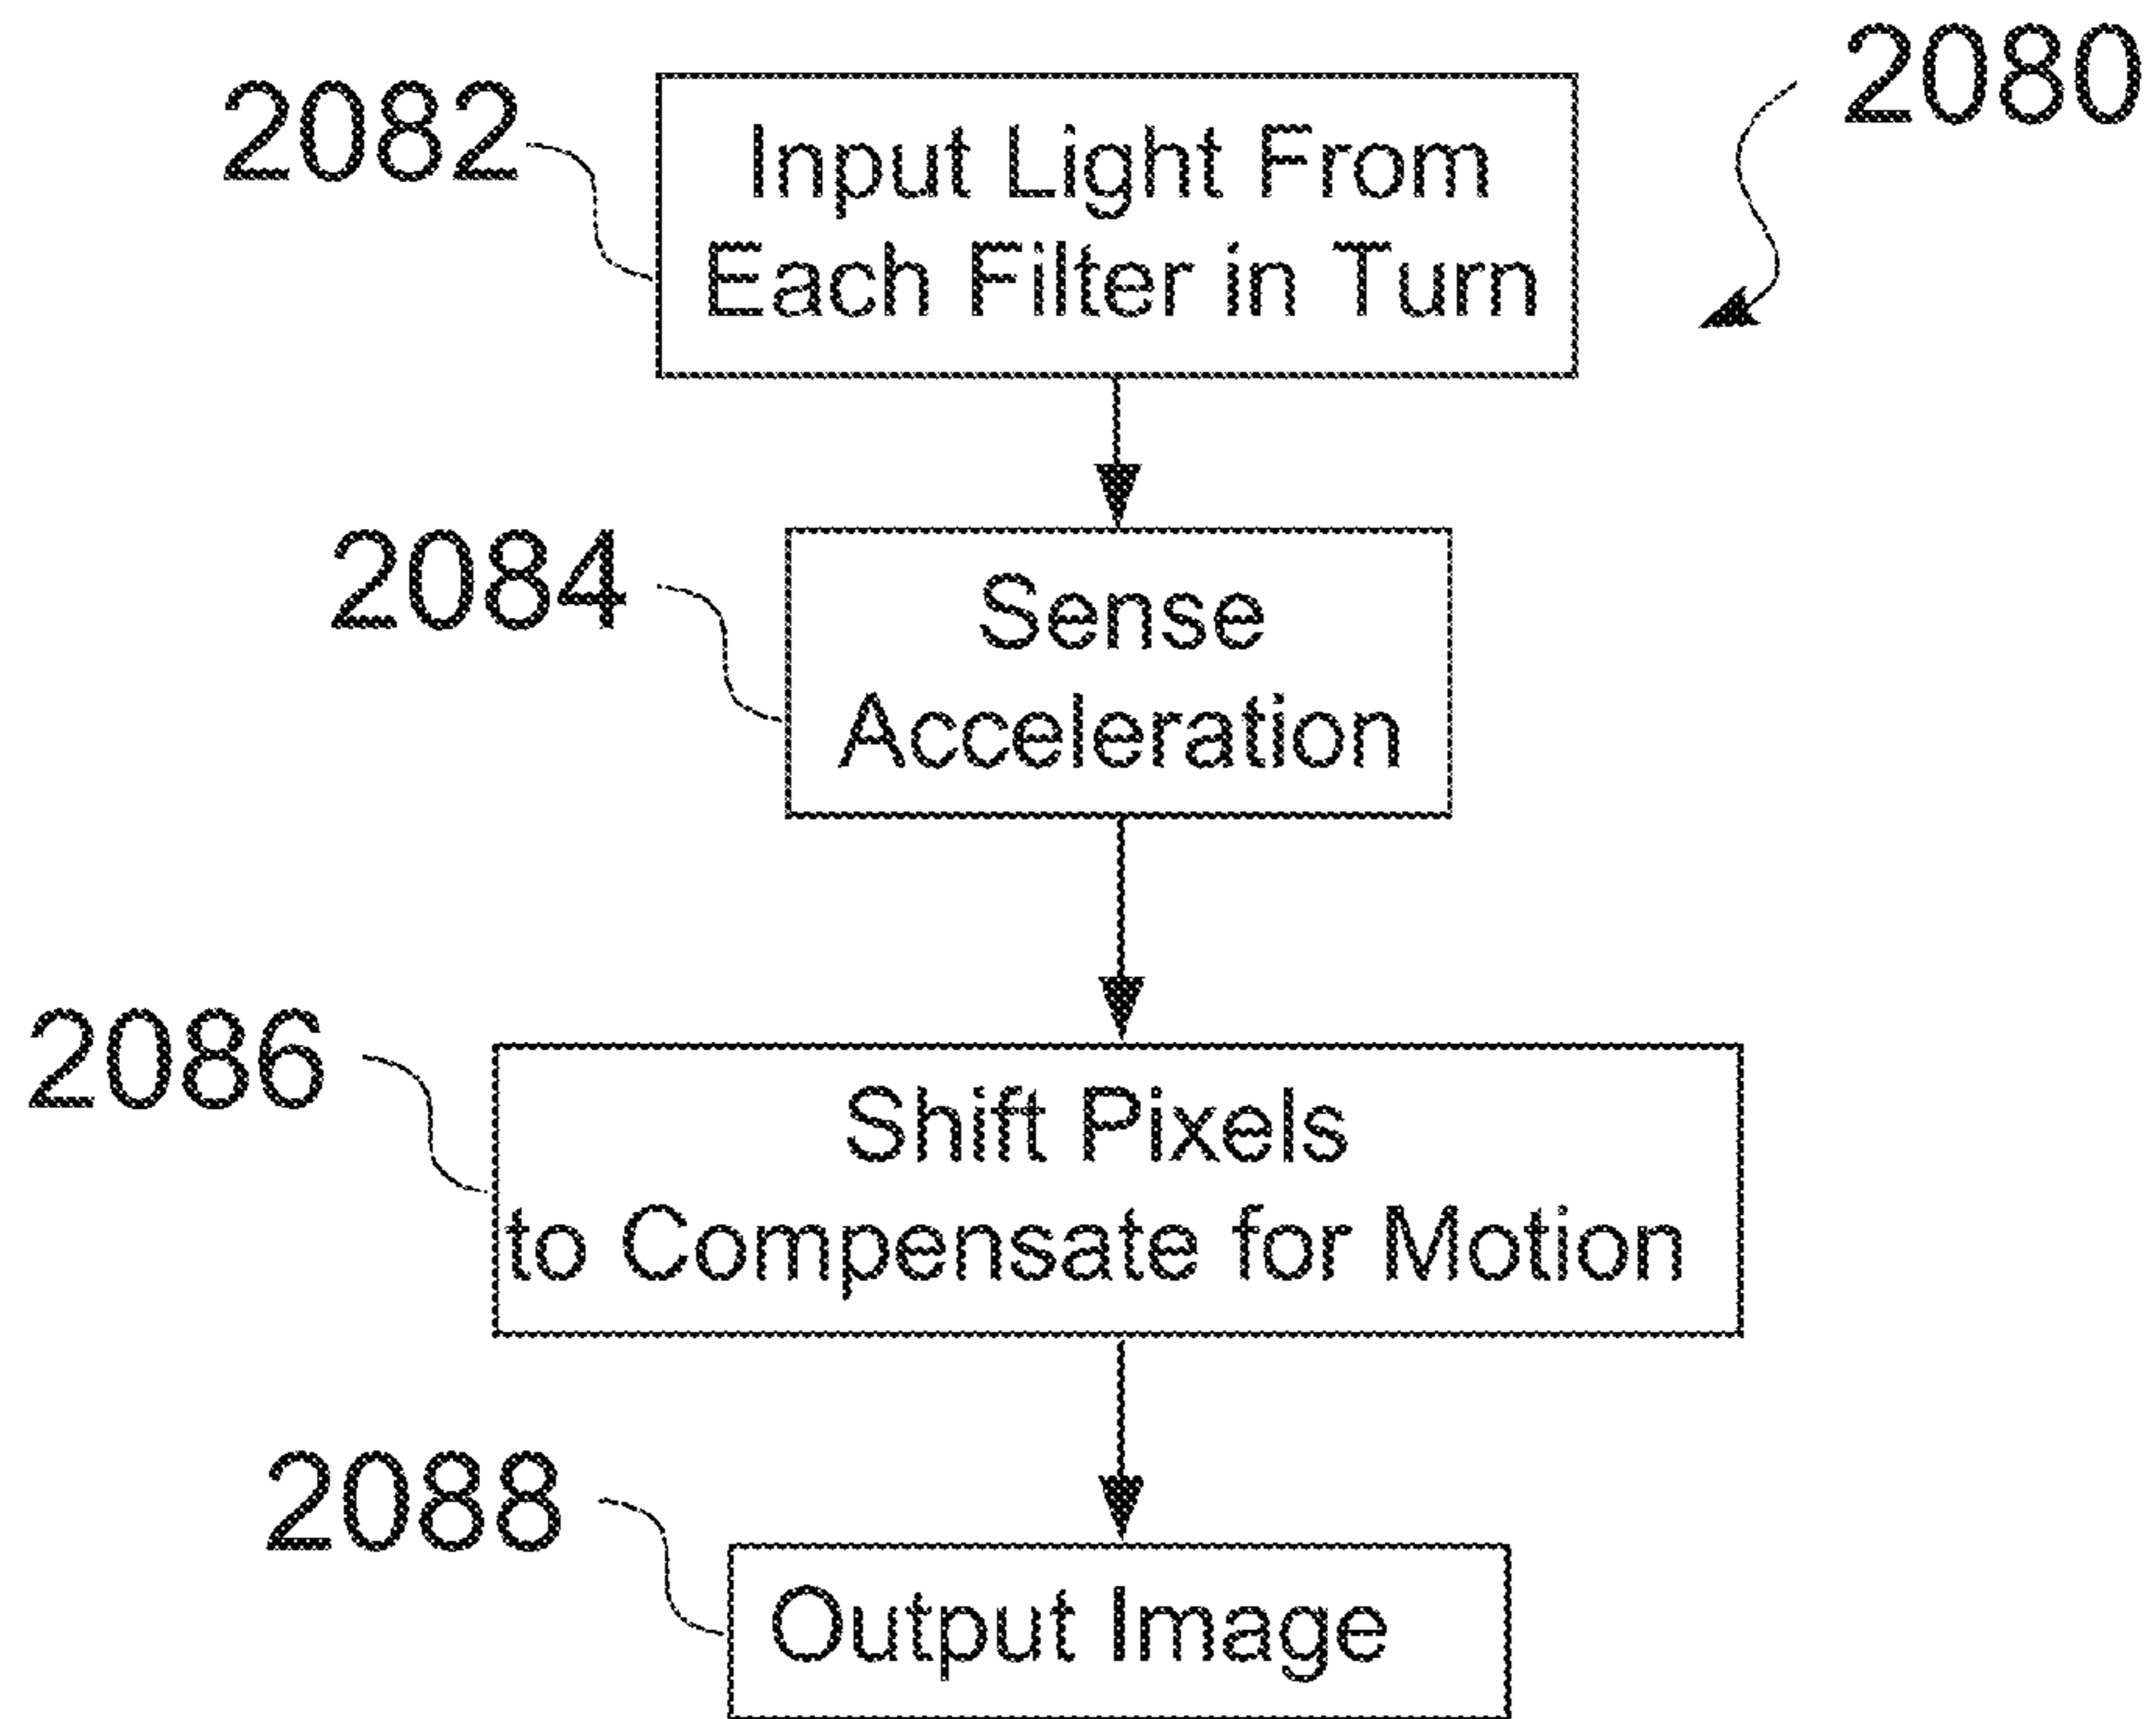 2080
2082
Input Light From
Each Filter in Turn
2084
Sense
Acceleration
2086
Shift Pixels
to Compensate for Motion
2088
Output Image